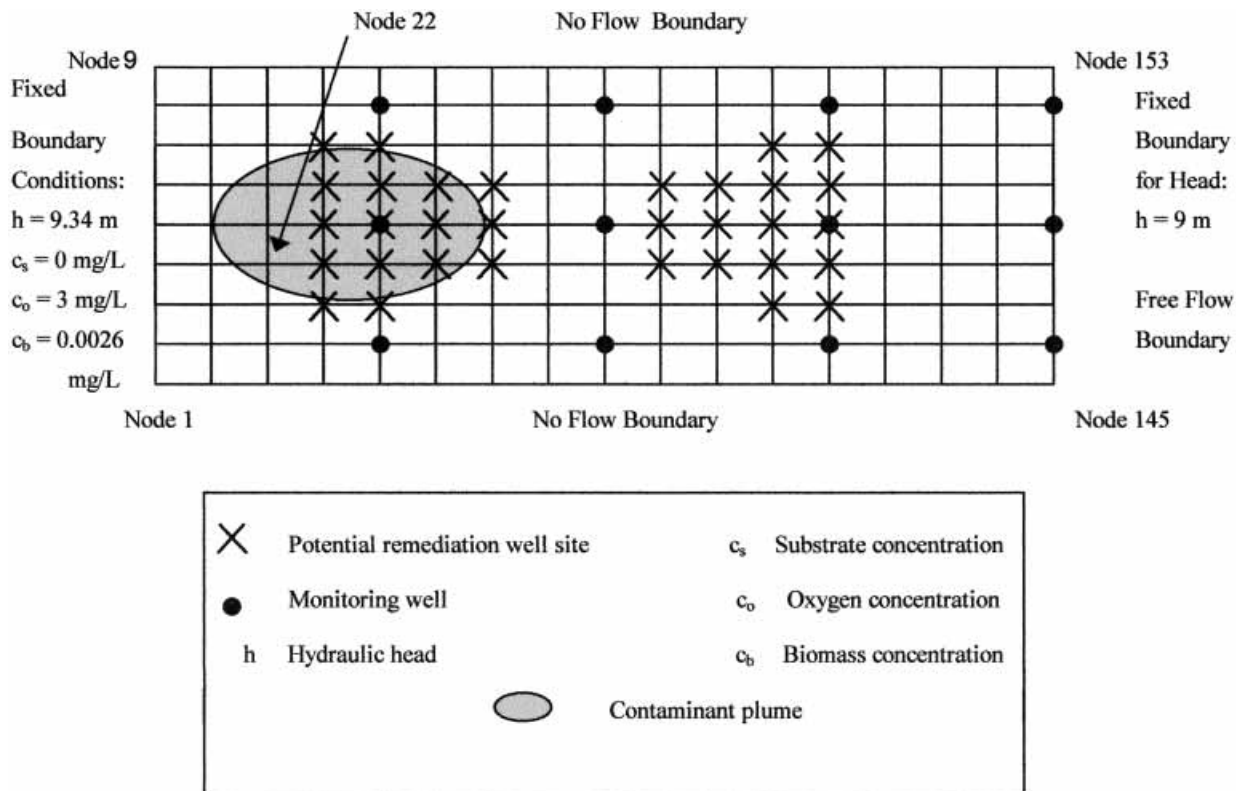 Node 22
No Flow Boundary
Node 9
Node 153
Fixed
Boundary
Conditions:
h = 9.34 m
cₛ = 0 mg/L
cₒ = 3 mg/L
c_b = 0.0026
mg/L
Fixed
Boundary
for Head:
h = 9 m
Free Flow
Boundary
Node 1
No Flow Boundary
Node 145
Potential remediation well site
Monitoring well
h Hydraulic head
cₛ Substrate concentration
cₒ Oxygen concentration
c_b Biomass concentration
Contaminant plume